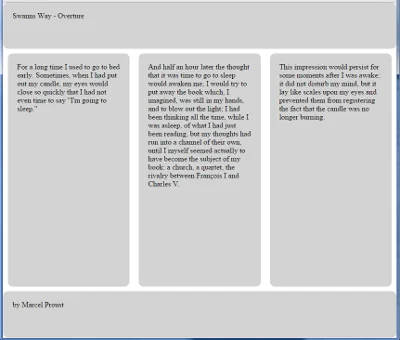 Swanns Way - Overture
For a long time I used to go to bed
early. Sometimes, when I had put
out my candle, my eyes would
close so quickly that I had not
even time to say "I'm going to
sleep."
And half an hour later the thought
that it was time to go to sleep
would awaken me; I would try to
put away the book which, I
imagined, was still in my hands,
and to blow out the light; I had
been thinking all the time, while I
was asleep, of what I had just
been reading, but my thoughts had
run into a channel of their own,
until I myself seemed actually to
have become the subject of my
book: a church, a quartet, the
rivalry between François I and
Charles V.
This impression would persist for
some moments after I was awake;
it did not disturb my mind, but it
lay like scales upon my eyes and
prevented them from registering
the fact that the candle was no
longer burning.
by Marcel Proust